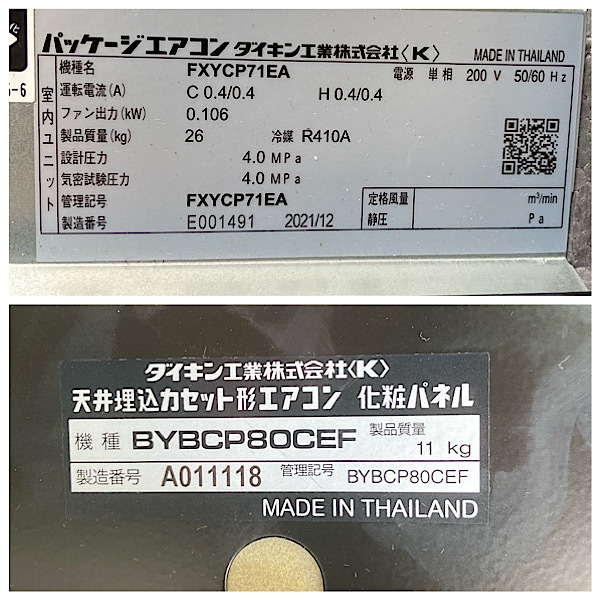 パッケージエアコン ダイキン工業株式会社〈K〉 MADE IN THAILAND
室内ユニット
機種名 FXYCP71EA 電源 単相 200 V 50/60 Hz
運転電流(A) C 0.4/0.4 H 0.4/0.4
ファン出力(kW) 0.106
製品質量(kg) 26 冷媒 R410A
設計圧力 4.0 MPa
気密試験圧力 4.0 MPa
管理記号 FXYCP71EA 定格風量 m³/min
製造番号 E001491 2021/12 静圧 Pa
ダイキン工業株式会社〈K〉
天井埋込カセット形エアコン 化粧パネル
機種 BYBCP80CEF 製品質量 11 kg
製造番号 A011118 管理記号 BYBCP80CEF
MADE IN THAILAND